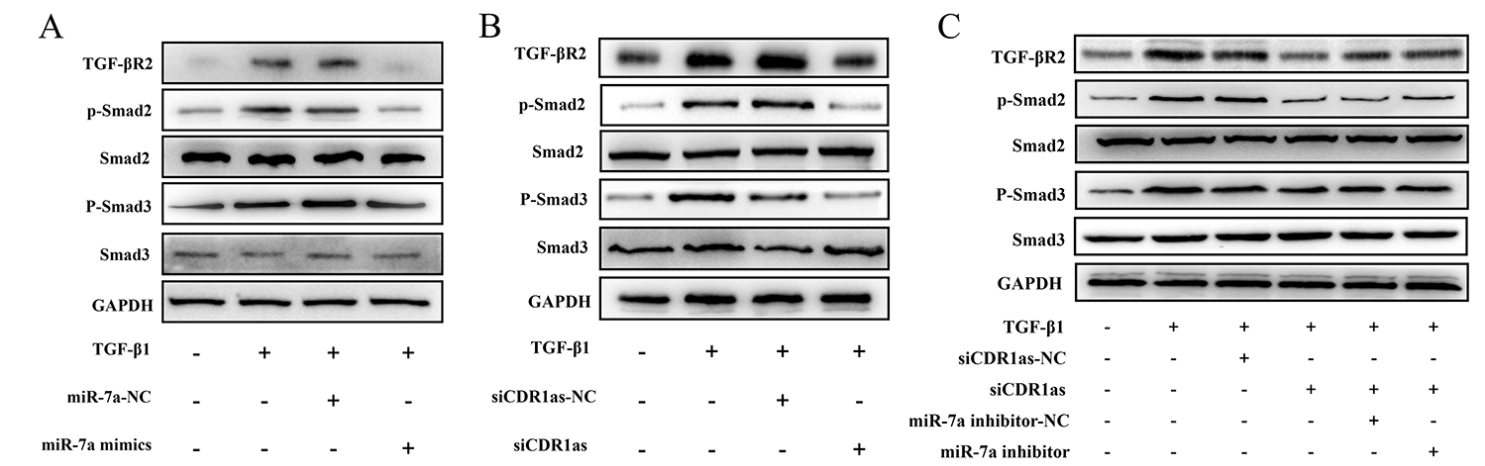 A
TGF-βR2
p-Smad2
Smad2
P-Smad3
Smad3
GAPDH
TGF-β1 - + + +
miR-7a-NC - - + -
miR-7a mimics - - - +
B
TGF-βR2
p-Smad2
Smad2
P-Smad3
Smad3
GAPDH
TGF-β1 - + + +
siCDR1as-NC - - + -
siCDR1as - - - +
C
TGF-βR2
p-Smad2
Smad2
P-Smad3
Smad3
GAPDH
TGF-β1 - + + + + +
siCDR1as-NC - - + - - -
siCDR1as - - - + + +
miR-7a inhibitor-NC - - - - + -
miR-7a inhibitor - - - - - +